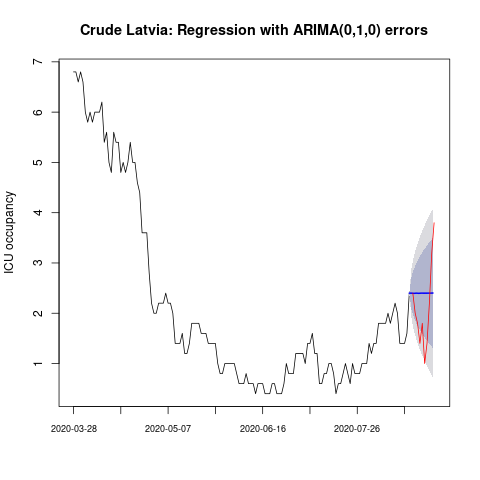 Crude Latvia: Regression with ARIMA(0,1,0) errors
ICU occupancy
7
6
5
4
3
2
1
2020-03-28 2020-05-07 2020-06-16 2020-07-26